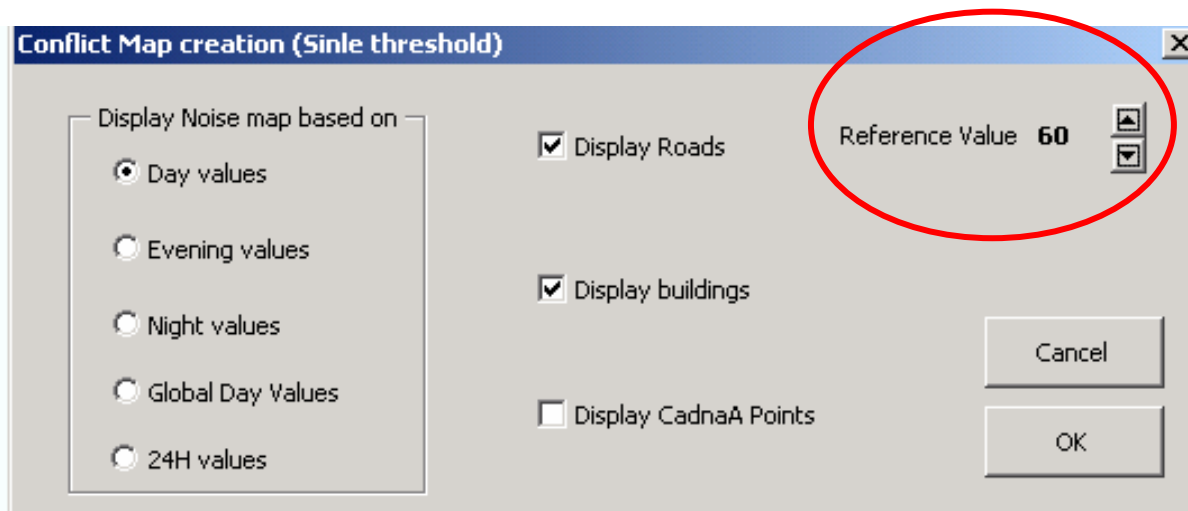 Conflict Map creation (Sinle threshold)
Display Noise map based on
Day values
Evening values
Night values
Global Day Values
24H values
Display Roads
Display buildings
Display CadnaA Points
Reference Value 60
Cancel
OK